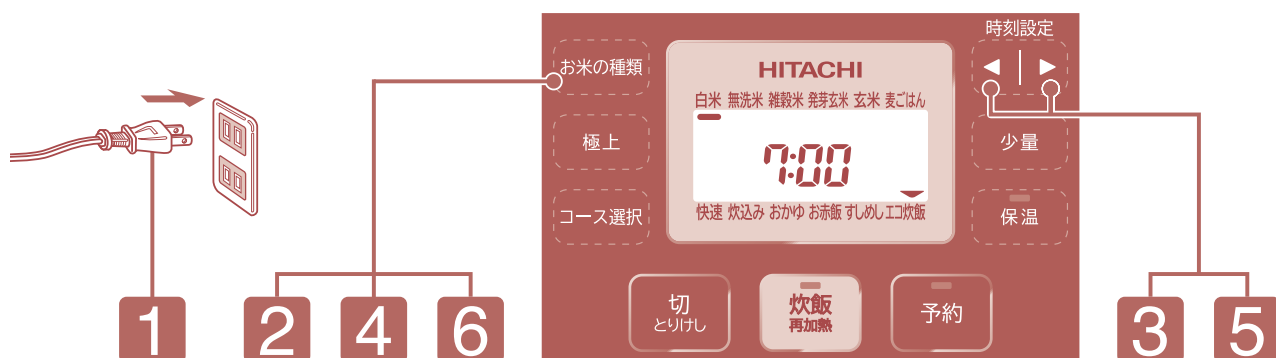 時刻設定
お米の種類
HITACHI
白米 無洗米 雑穀米 発芽玄米 玄米 麦ごはん
極上
少量
7:00
コース選択
快速 炊込み おかゆ お赤飯 すしめし エコ炊飯
保温
切
とりけし
炊飯
再加熱
予約
1 2 4 6 3 5